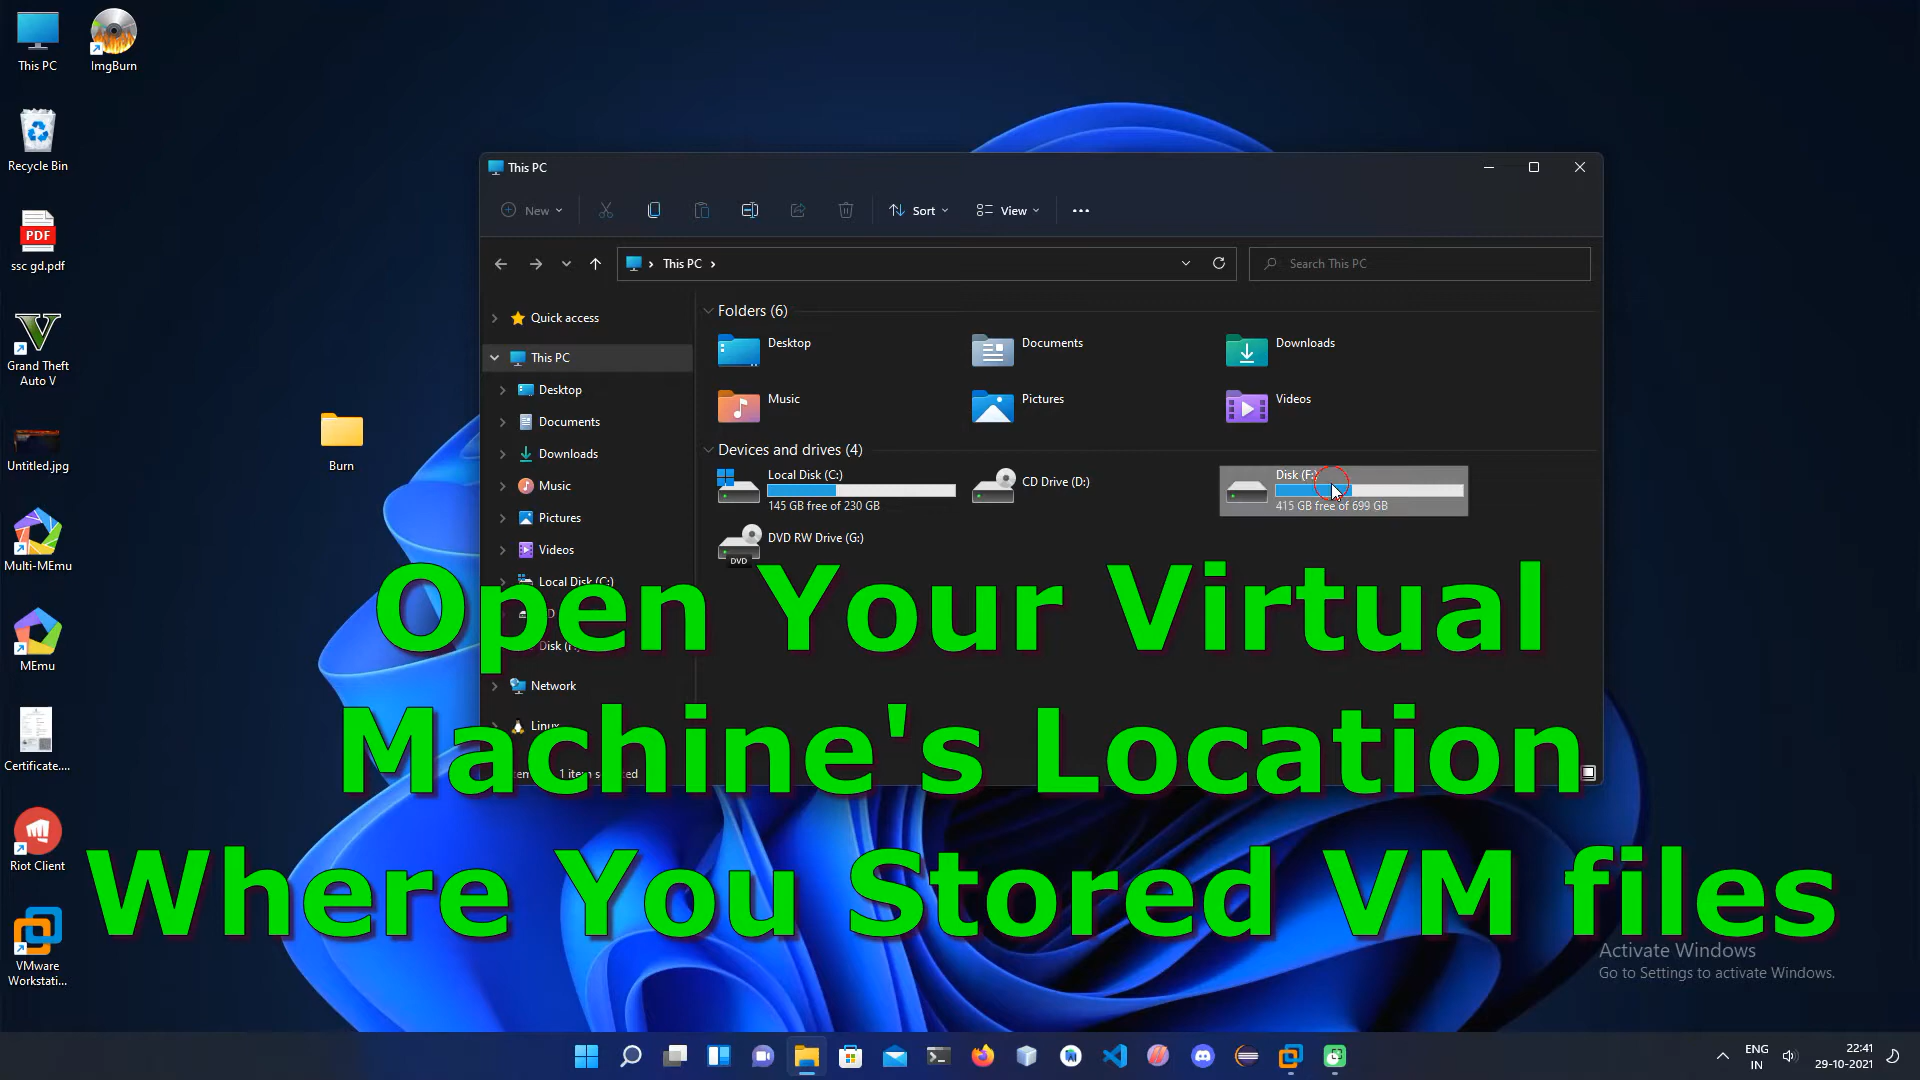 This PC
ImgBurn
Recycle Bin
PDF
ssc gd.pdf
Grand Theft
Auto V
Untitled.jpg
Multi-MEmu
MEmu
Certificate....
Riot Client
VMware
Workstati...
Burn
This PC
New
Sort
View
This PC
Search This PC
Quick access
This PC
Desktop
Documents
Downloads
Music
Pictures
Videos
Local Disk (C:)
Network
Folders (6)
Desktop
Documents
Downloads
Music
Pictures
Videos
Devices and drives (4)
Local Disk (C:)
145 GB free of 230 GB
CD Drive (D:)
Disk (F:)
415 GB free of 699 GB
DVD RW Drive (G:)
DVD
1 item selected
Open Your Virtual
Machine's Location
Where You Stored VM files
Activate Windows
Go to Settings to activate Windows.
ENG
IN
22:41
29-10-2021